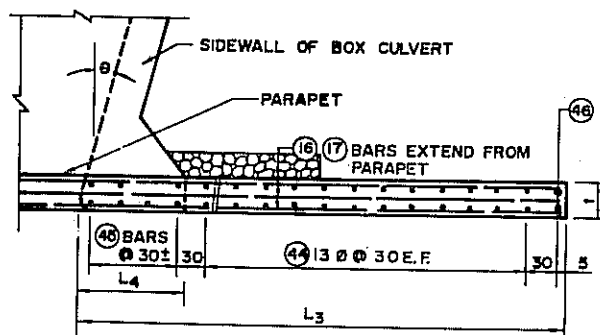 SIDEWALL OF BOX CULVERT
θ
PARAPET
46
16 17 BARS EXTEND FROM
PARAPET
T
45 BARS
@ 30± 30
44 13 Ø @ 30 E.F.
30 5
L4
L3